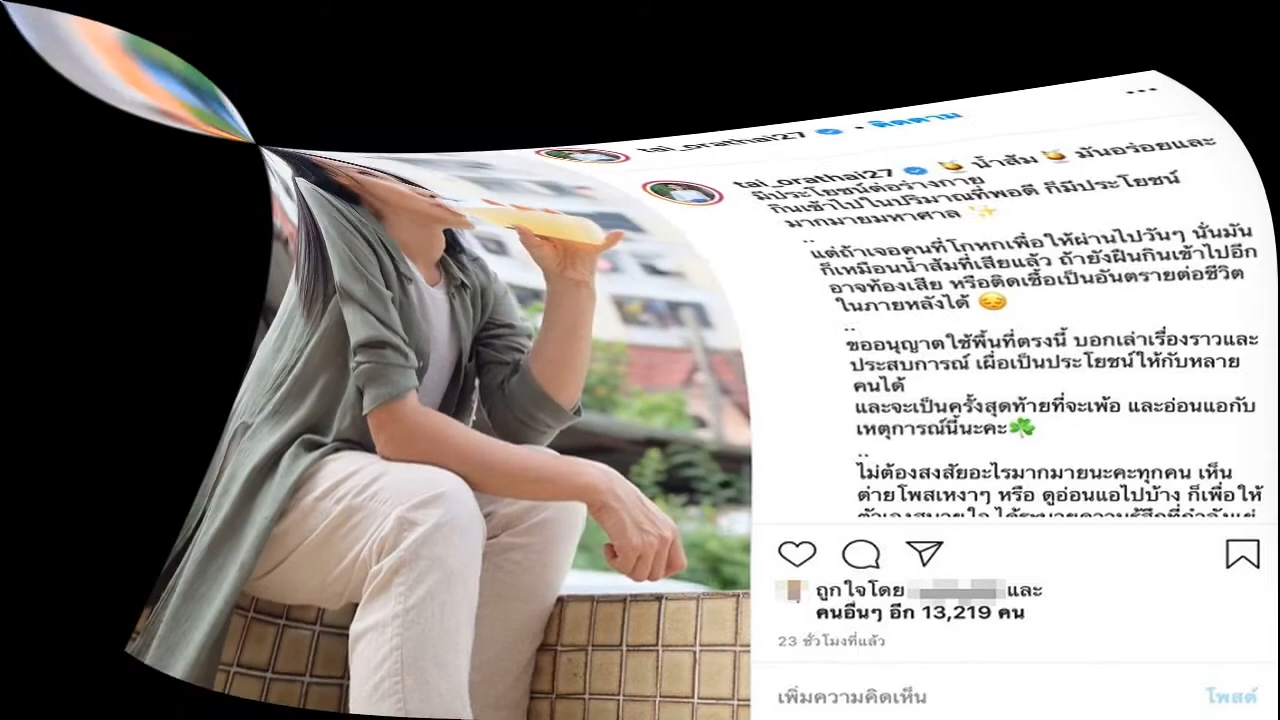 tai_orathai27 • ติดตาม
tai_orathai27 น้ำส้ม มันอร่อยและ
มีประโยชน์ต่อร่างกาย
กินเข้าไปในปริมาณที่พอดี ก็มีประโยชน์
มากมายมหาศาล
..
แต่ถ้าเจอคนที่โกหกเพื่อให้ผ่านไปวันๆ นั่นมัน
ก็เหมือนน้ำส้มที่เสียแล้ว ถ้ายังฝืนกินเข้าไปอีก
อาจท้องเสีย หรือติดเชื้อเป็นอันตรายต่อชีวิต
ในภายหลังได้ 😔
..
ขออนุญาตใช้พื้นที่ตรงนี้ บอกเล่าเรื่องราวและ
ประสบการณ์ เผื่อเป็นประโยชน์ให้กับหลาย
คนได้
และจะเป็นครั้งสุดท้ายที่จะเพ้อ และอ่อนแอกับ
เหตุการณ์นี้นะคะ☘️
..
ไม่ต้องสงสัยอะไรมากมายนะคะทุกคน เห็น
ต่ายโพสเหงาๆ หรือ ดูอ่อนแอไปบ้าง ก็เพื่อให้
ถูกใจโดย และ
คนอื่นๆ อีก 13,219 คน
23 ชั่วโมงที่แล้ว
เพิ่มความคิดเห็น
โพสต์